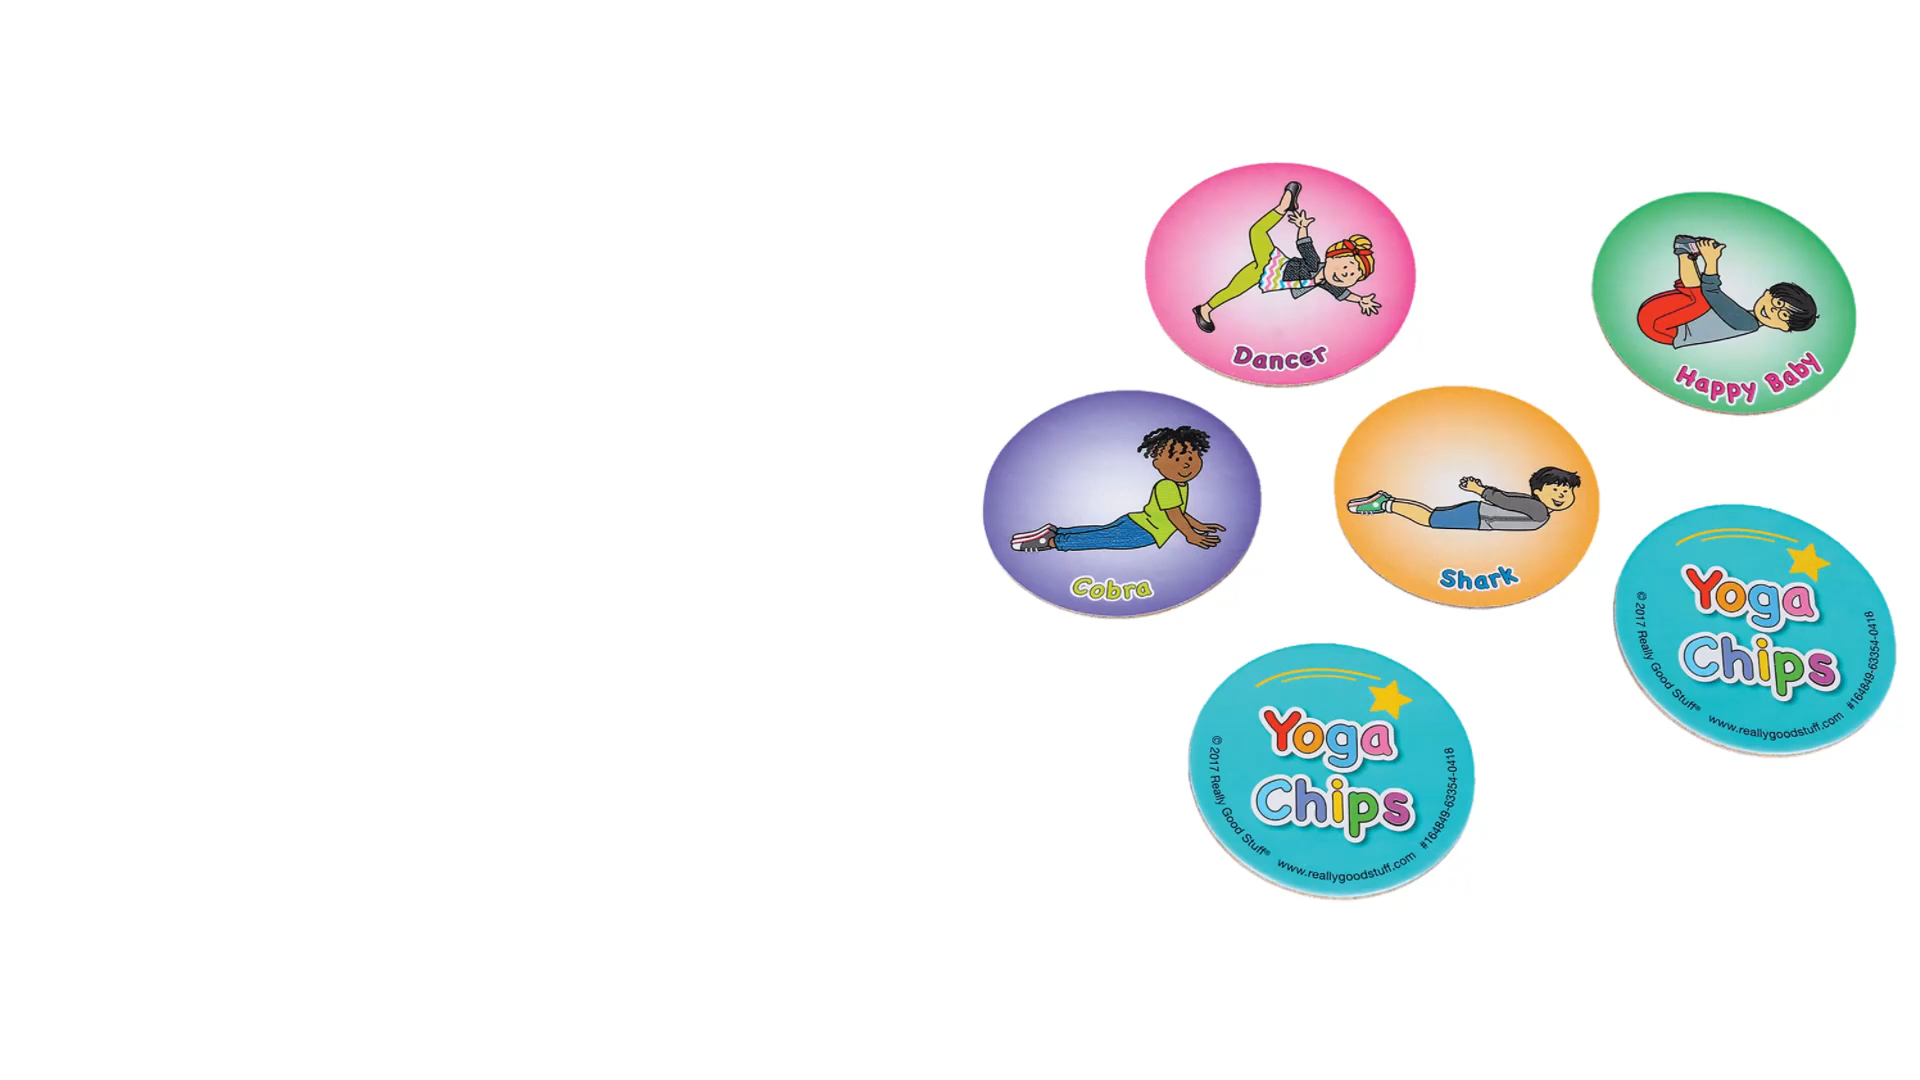 Dancer
Happy Baby
Cobra
Shark
Yoga
Chips
© 2017 Really Good Stuff® www.reallygoodstuff.com #164849-63354-0418
Yoga
Chips
© 2017 Really Good Stuff® www.reallygoodstuff.com #164849-63354-0418